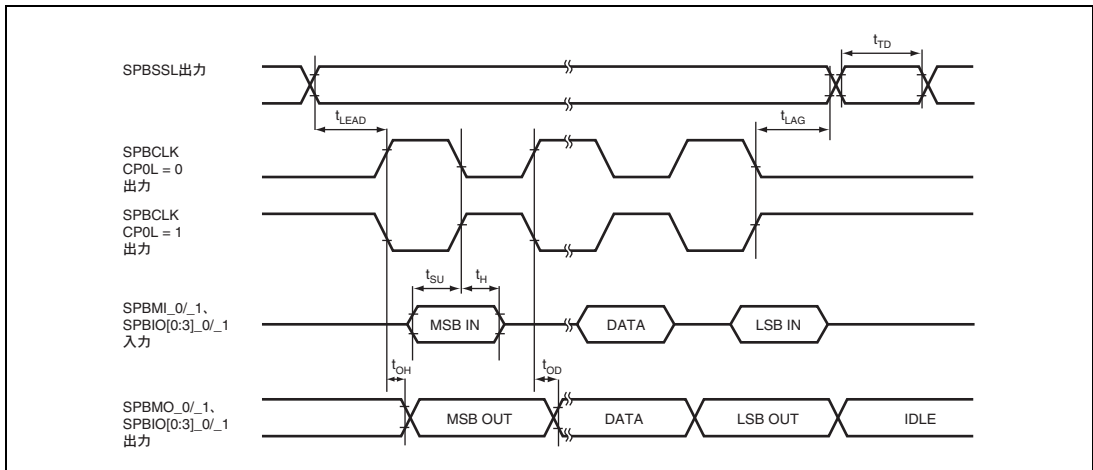 SPBSSL出力
tTD
tLEAD
tLAG
SPBCLK
CP0L = 0
出力
SPBCLK
CP0L = 1
出力
tSU
tH
SPBMI_0/_1、
SPBIO[0:3]_0/_1
入力
MSB IN
DATA
LSB IN
tOH
tOD
SPBMO_0/_1、
SPBIO[0:3]_0/_1
出力
MSB OUT
DATA
LSB OUT
IDLE